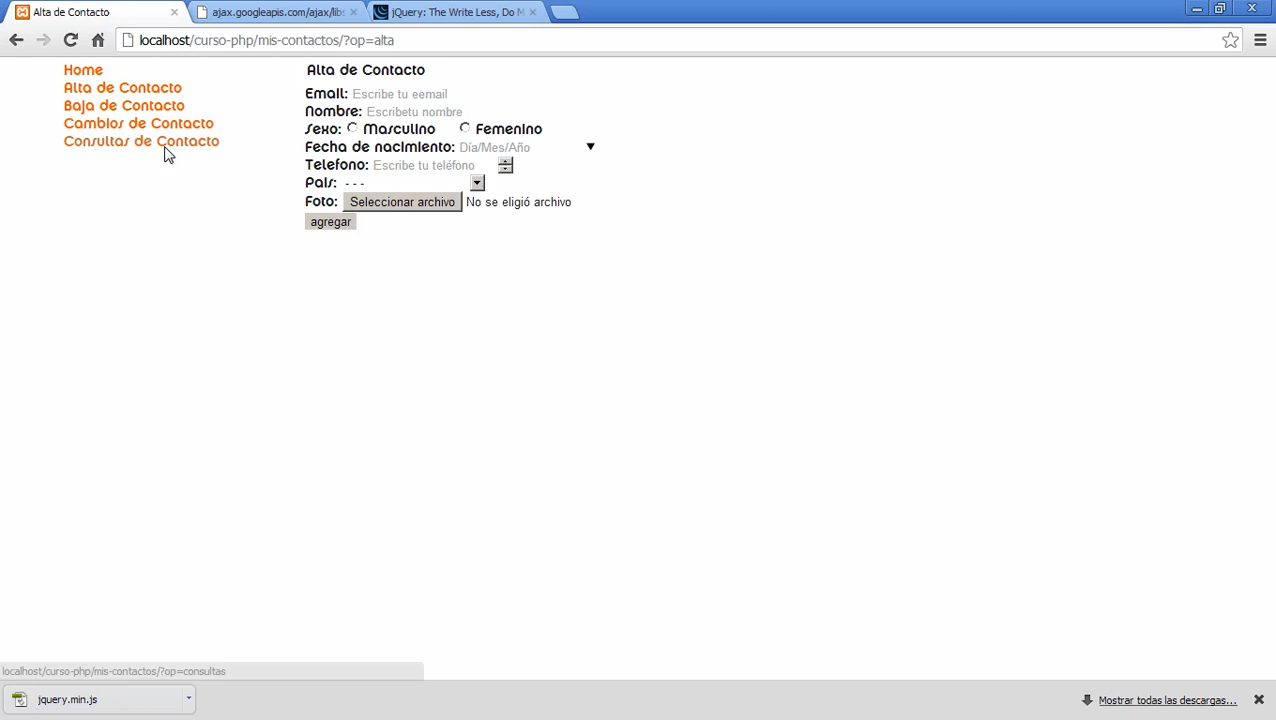 Alta de Contacto
ajax.googleapis.com/ajax/libs
jQuery: The Write Less, Do M
localhost/curso-php/mis-contactos/?op=alta
Home
Alta de Contacto
Baja de Contacto
Cambios de Contacto
Consultas de Contacto
Alta de Contacto
Email: Escribe tu eemail
Nombre: Escribetu nombre
Sexo: Masculino Femenino
Fecha de nacimiento: Día/Mes/Año
Telefono: Escribe tu teléfono
País: - - -
Foto: Seleccionar archivo No se eligió archivo
agregar
localhost/curso-php/mis-contactos/?op=consultas
jquery.min.js
Mostrar todas las descargas...